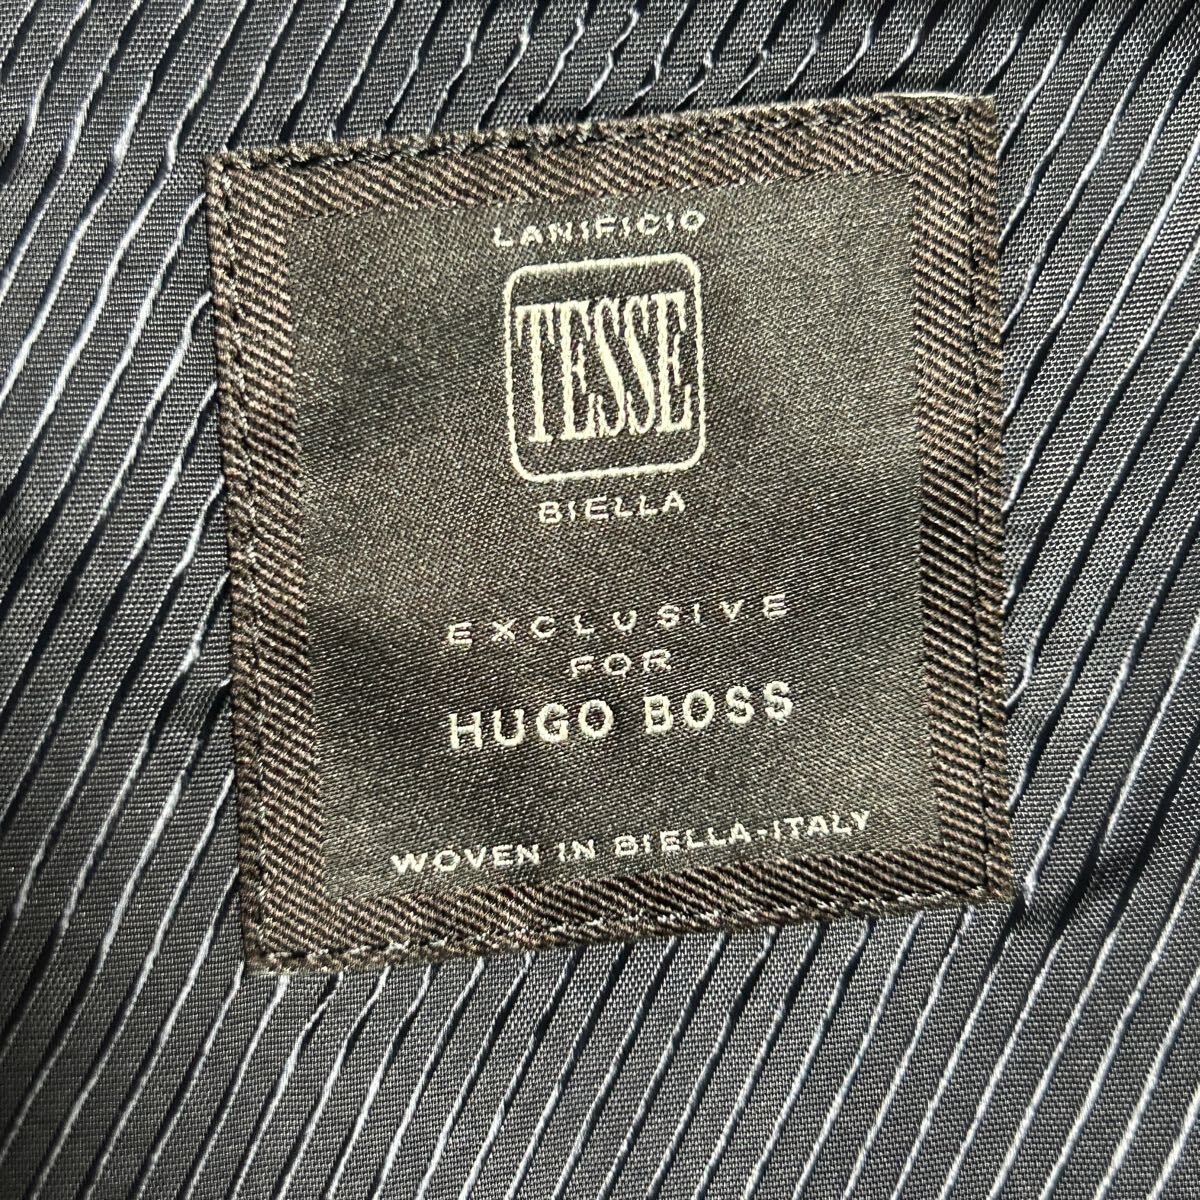 LANIFICIO
TESSE
BIELLA
EXCLUSIVE
FOR
HUGO BOSS
WOVEN IN BIELLA-ITALY